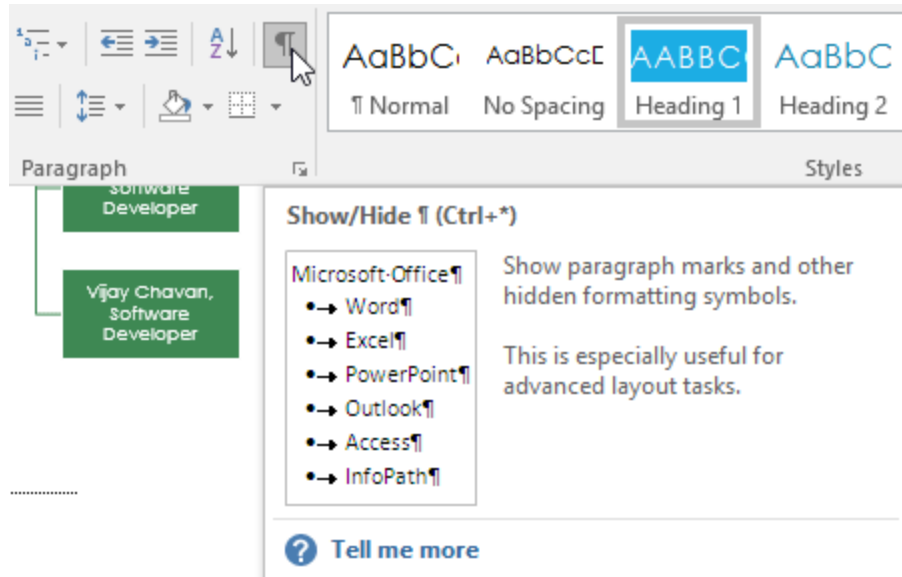 AaBbC AaBbCcD AABBC AaBbC
¶ Normal No Spacing Heading 1 Heading 2
Paragraph Styles
Software
Developer
Vijay Chavan,
Software
Developer
Show/Hide ¶ (Ctrl+*)
Microsoft·Office¶
•→ Word¶
•→ Excel¶
•→ PowerPoint¶
•→ Outlook¶
•→ Access¶
•→ InfoPath¶
Show paragraph marks and other
hidden formatting symbols.
This is especially useful for
advanced layout tasks.
? Tell me more